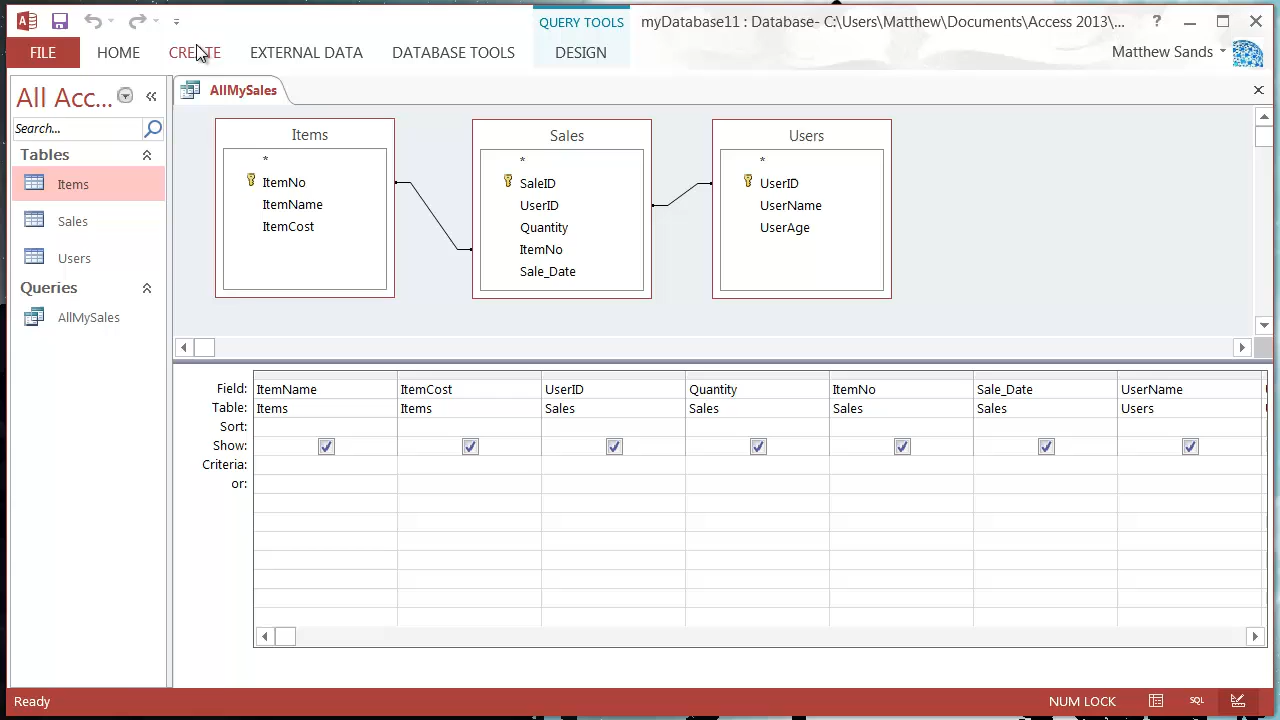 QUERY TOOLS
myDatabase11 : Database- C:\Users\Matthew\Documents\Access 2013\...
?
FILE HOME CREATE EXTERNAL DATA DATABASE TOOLS DESIGN
Matthew Sands
All Acc...
AllMySales
Search...
Tables
Items
Sales
Users
Queries
AllMySales
Items
*
ItemNo
ItemName
ItemCost
Sales
*
SaleID
UserID
Quantity
ItemNo
Sale_Date
Users
*
UserID
UserName
UserAge
Field: ItemName ItemCost UserID Quantity ItemNo Sale_Date UserName
Table: Items Items Sales Sales Sales Sales Users
Sort:
Show:
Criteria:
or:
Ready
NUM LOCK
SQL